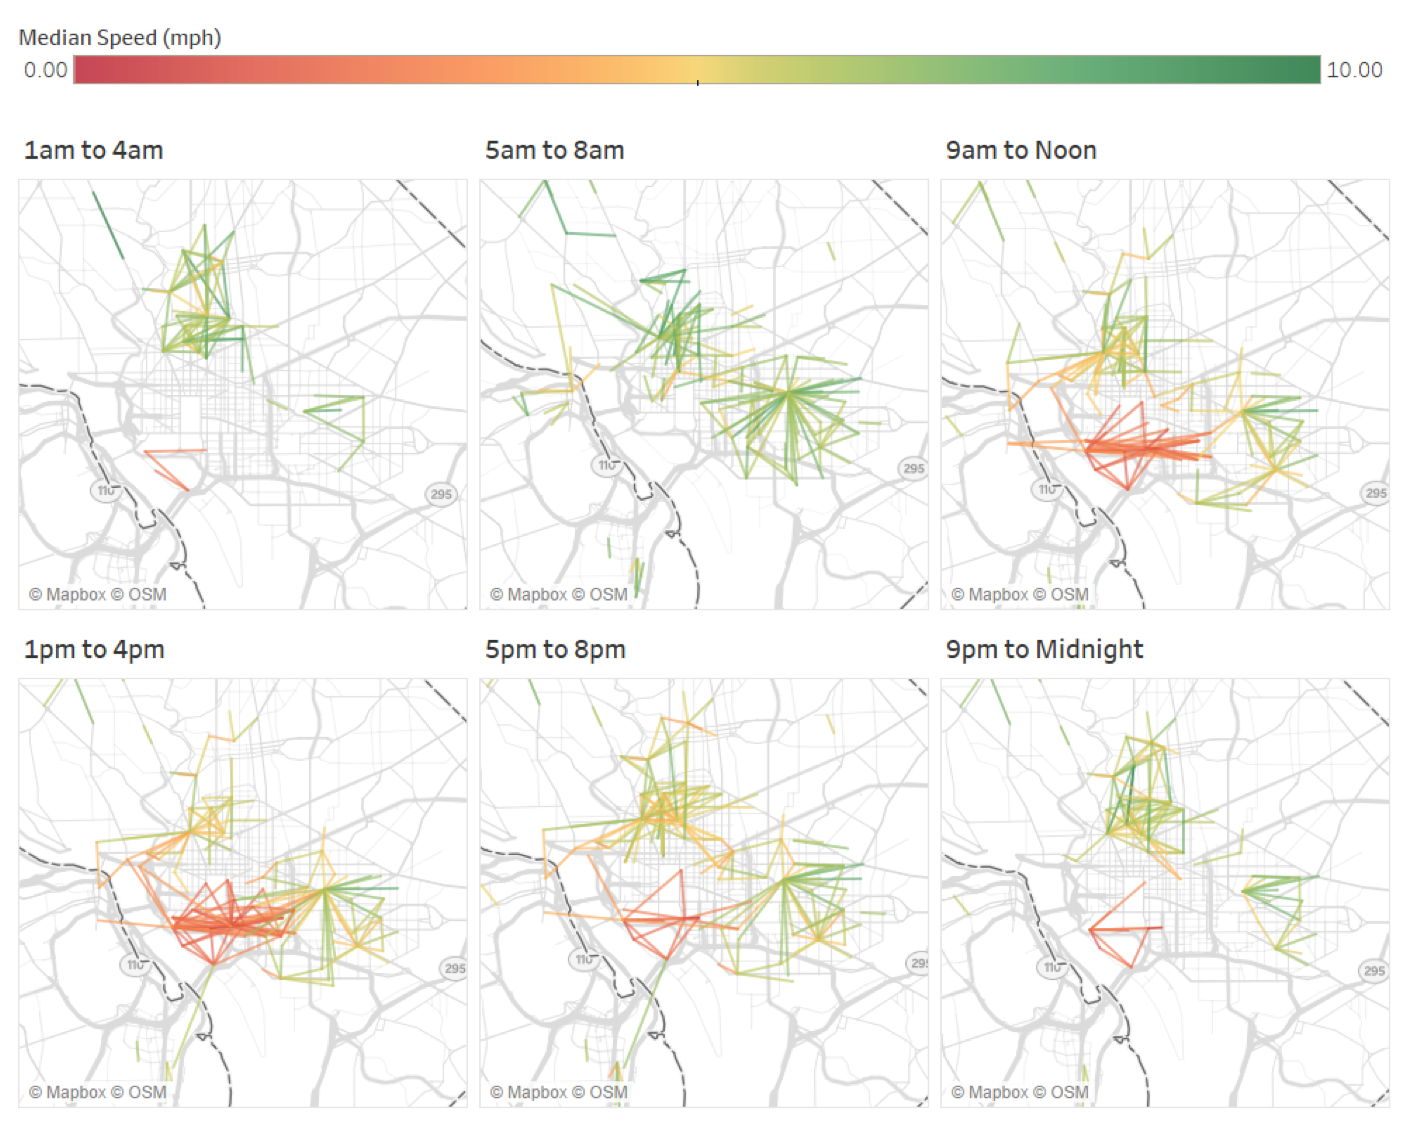 Median Speed (mph)
0.00 10.00
1am to 4am 5am to 8am 9am to Noon
110 295 110 295 110 295
© Mapbox © OSM © Mapbox © OSM © Mapbox © OSM
1pm to 4pm 5pm to 8pm 9pm to Midnight
110 295 110 29 110 295
© Mapbox © OSM © Mapbox © OSM © Mapbox © OSM